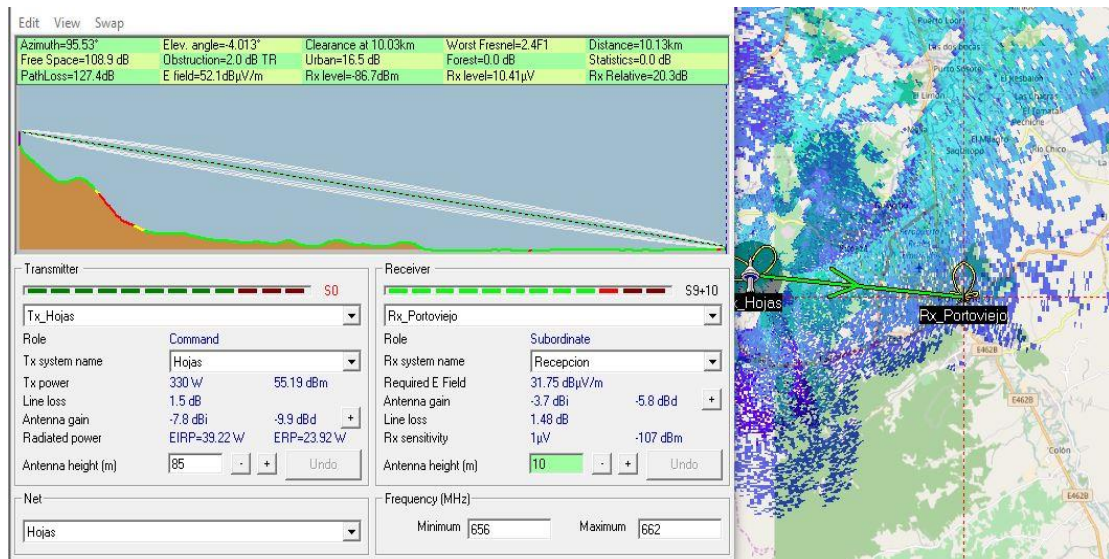 Edit View Swap
Azimuth=95.53° Elev. angle=-4.013° Clearance at 10.03km Worst Fresnel=2.4F1 Distance=10.13km
Free Space=108.9 dB Obstruction=2.0 dB TR Urban=16.5 dB Forest=0.0 dB Statistics=0.0 dB
PathLoss=127.4dB E field=52.1dBµV/m Rx level=-86.7dBm Rx level=10.41µV Rx Relative=20.3dB
Transmitter
S0
Tx_Hojas
Role Command
Tx system name Hojas
Tx power 330 W 55.19 dBm
Line loss 1.5 dB
Antenna gain -7.8 dBi -9.9 dBd +
Radiated power EIRP=39.22 W ERP=23.92 W
Antenna height (m) 85 - + Undo
Net
Hojas
Receiver
S9+10
Rx_Portoviejo
Role Subordinate
Rx system name Recepcion
Required E Field 31.75 dBµV/m
Antenna gain -3.7 dBi -5.8 dBd +
Line loss 1.48 dB
Rx sensitivity 1µV -107 dBm
Antenna height (m) 10 - + Undo
Frequency (MHz)
Minimum 656 Maximum 662
Puerto Loor
El Limón
Pechiche
El Milagro
Río Chico
x_Hojas
Rx_Portoviejo
E462B
E462B
Colón
E462B